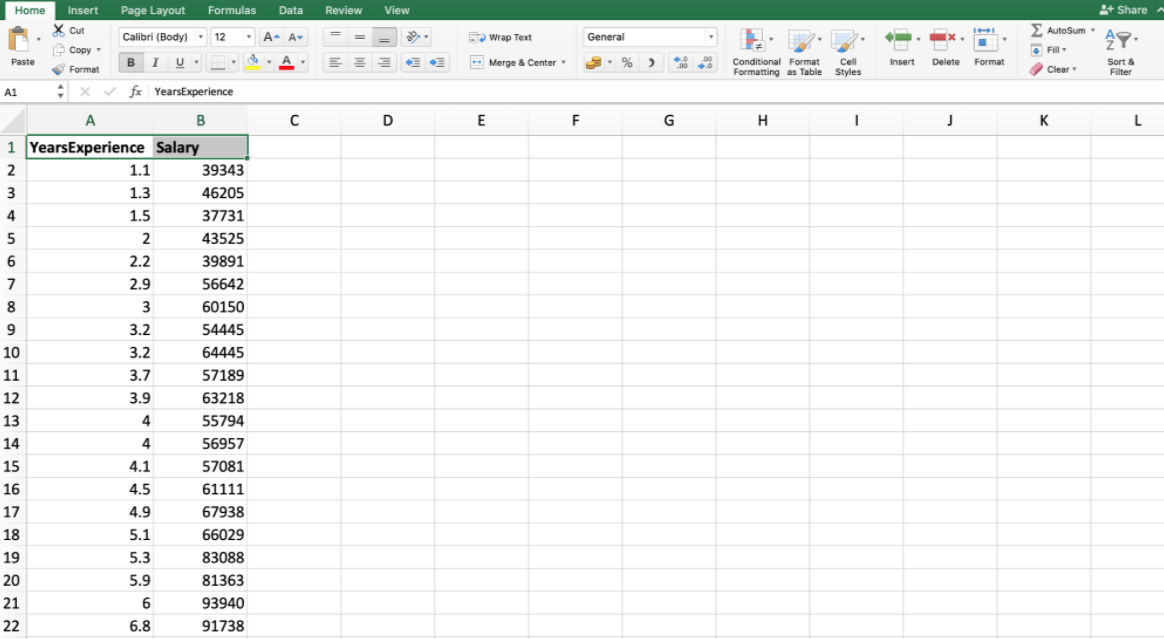 Home Insert Page Layout Formulas Data Review View Share
Cut Calibri (Body) 12 A A Wrap Text General AutoSum
Copy Fill
Paste Format B I U A Merge & Center % Conditional Formatting Format as Table Cell Styles Insert Delete Format Clear Sort & Filter
A1 fx YearsExperience
A B C D E F G H I J K L
1 YearsExperience Salary
2 1.1 39343
3 1.3 46205
4 1.5 37731
5 2 43525
6 2.2 39891
7 2.9 56642
8 3 60150
9 3.2 54445
10 3.2 64445
11 3.7 57189
12 3.9 63218
13 4 55794
14 4 56957
15 4.1 57081
16 4.5 61111
17 4.9 67938
18 5.1 66029
19 5.3 83088
20 5.9 81363
21 6 93940
22 6.8 91738